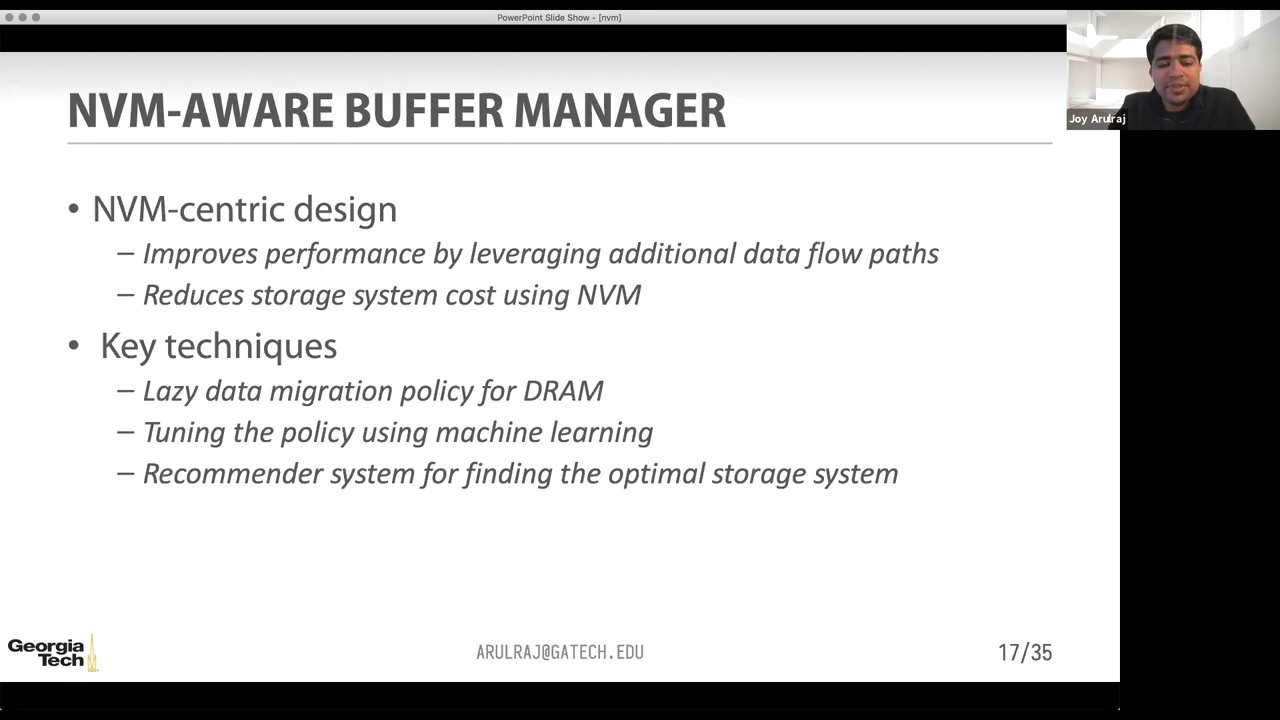 PowerPoint Slide Show - [nvm]
NVM-AWARE BUFFER MANAGER
• NVM-centric design
– Improves performance by leveraging additional data flow paths
– Reduces storage system cost using NVM
• Key techniques
– Lazy data migration policy for DRAM
– Tuning the policy using machine learning
– Recommender system for finding the optimal storage system
Georgia
Tech
ARULRAJ@GATECH.EDU
17/35
Joy Arulraj